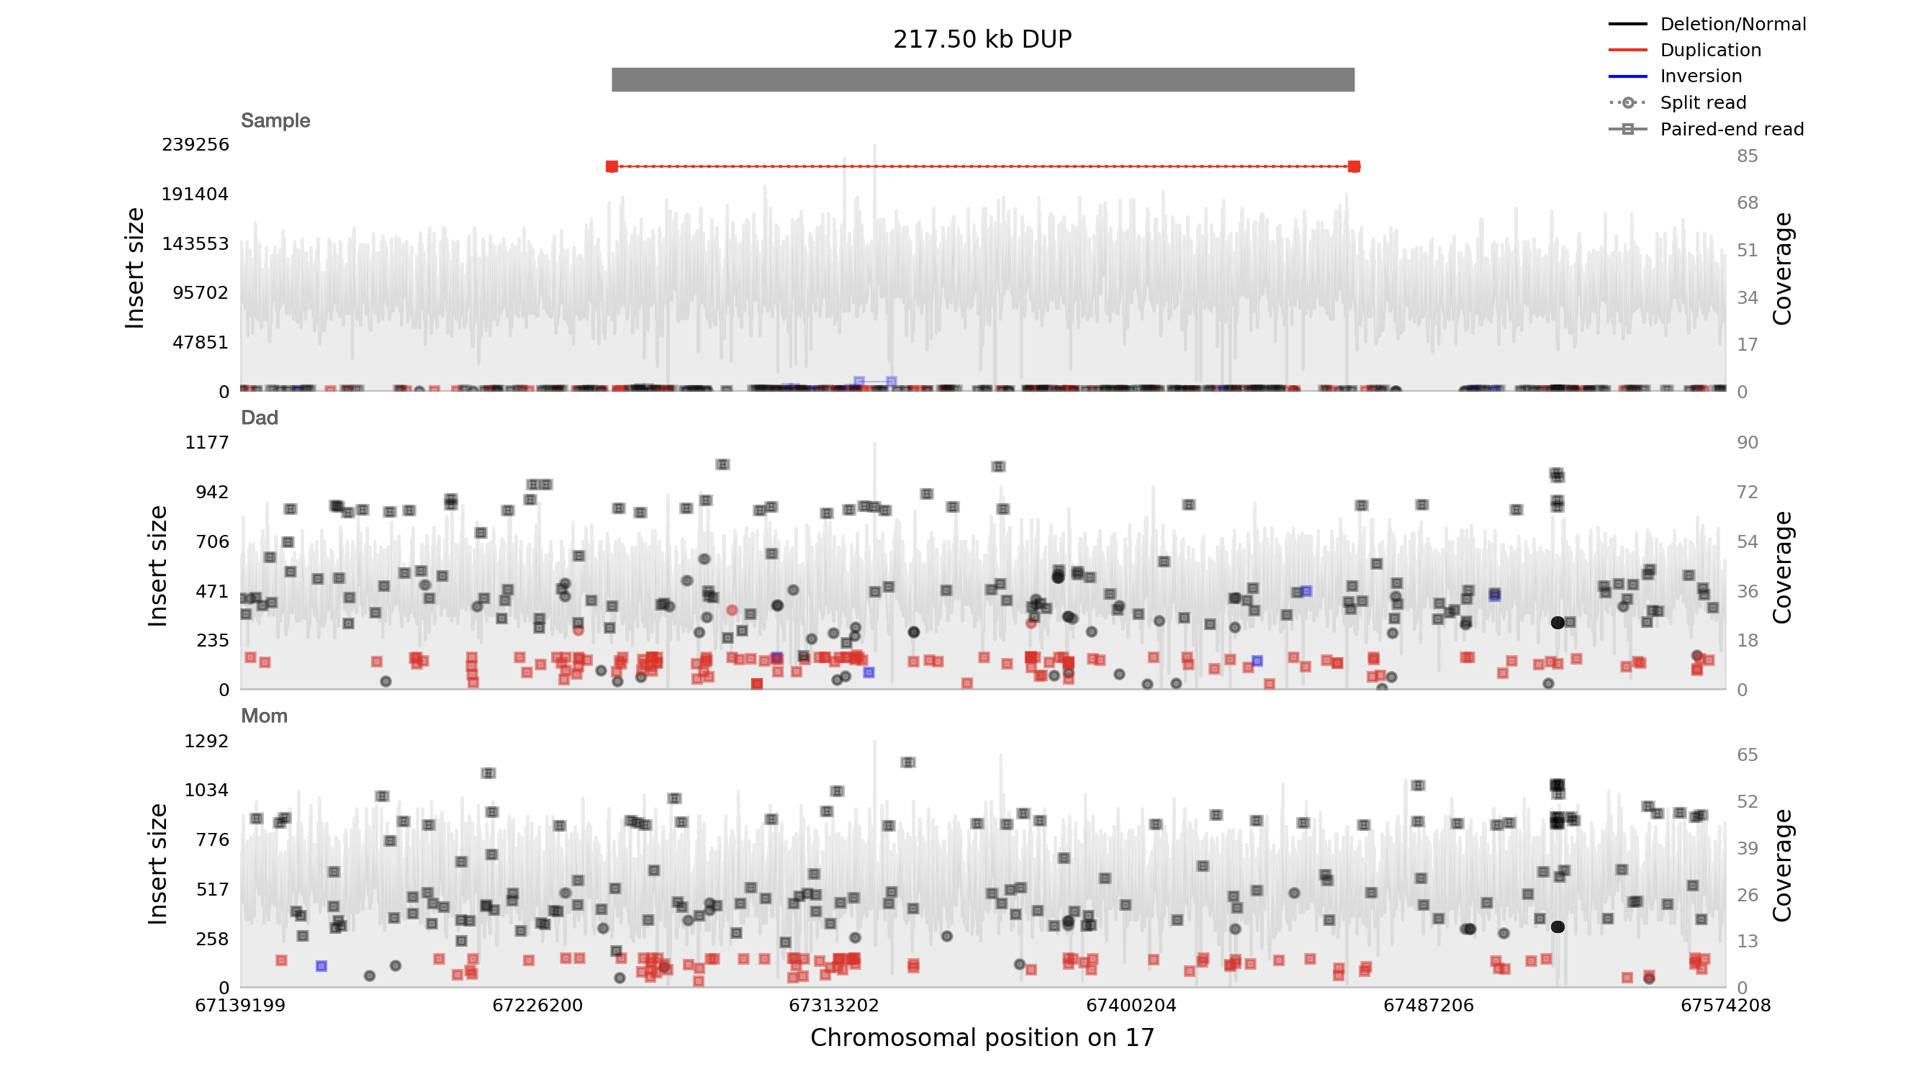 217.50 kb DUP
Deletion/Normal
Duplication
Inversion
Split read
Paired-end read
Sample
239256
191404
143553
95702
47851
0
Insert size
85
68
51
34
17
0
Coverage
Dad
1177
942
706
471
235
0
Insert size
90
72
54
36
18
0
Coverage
Mom
1292
1034
776
517
258
0
Insert size
65
52
39
26
13
0
Coverage
67139199 67226200 67313202 67400204 67487206 67574208
Chromosomal position on 17